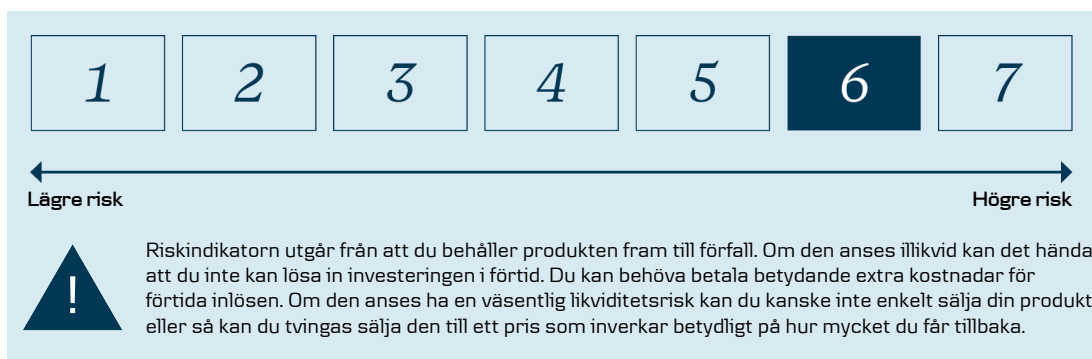 1 2 3 4 5 6 7
Lägre risk Högre risk
!
Riskindikatorn utgår från att du behåller produkten fram till förfall. Om den anses illikvid kan det hända
att du inte kan lösa in investeringen i förtid. Du kan behöva betala betydande extra kostnadar för
förtida inlösen. Om den anses ha en väsentlig likviditetsrisk kan du kanske inte enkelt sälja din produkt
eller så kan du tvingas sälja den till ett pris som inverkar betydligt på hur mycket du får tillbaka.